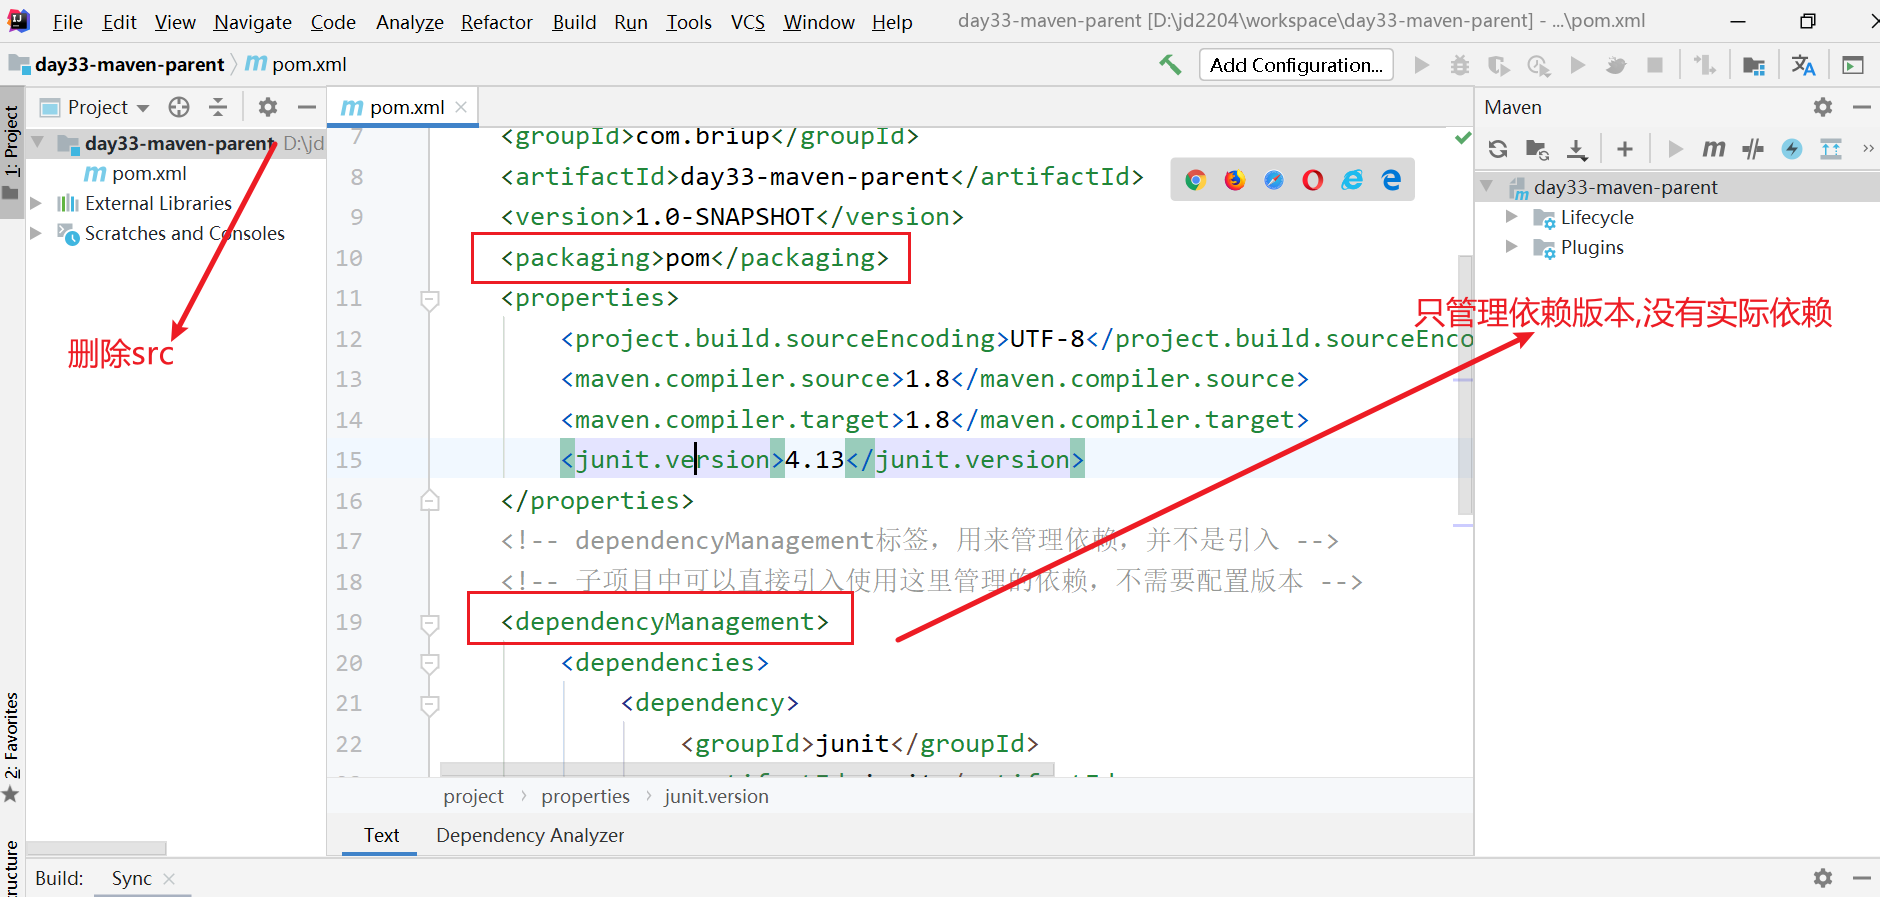 File Edit View Navigate Code Analyze Refactor Build Run Tools VCS Window Help day33-maven-parent [D:\jd2204\workspace\day33-maven-parent] - ...\pom.xml
day33-maven-parent pom.xml Add Configuration...
1: Project
Project
day33-maven-parent D:\jd
pom.xml
External Libraries
Scratches and Consoles
删除src
2: Favorites
ructure
pom.xml
7 <groupId>com.briup</groupId>
8 <artifactId>day33-maven-parent</artifactId>
9 <version>1.0-SNAPSHOT</version>
10 <packaging>pom</packaging>
11 <properties>
12 <project.build.sourceEncoding>UTF-8</project.build.sourceEnco
13 <maven.compiler.source>1.8</maven.compiler.source>
14 <maven.compiler.target>1.8</maven.compiler.target>
15 <junit.version>4.13</junit.version>
16 </properties>
17 <!-- dependencyManagement标签，用来管理依赖，并不是引入 -->
18 <!-- 子项目中可以直接引入使用这里管理的依赖，不需要配置版本 -->
19 <dependencyManagement>
20 <dependencies>
21 <dependency>
22 <groupId>junit</groupId>
project › properties › junit.version
Text Dependency Analyzer
Maven
day33-maven-parent
Lifecycle
Plugins
只管理依赖版本,没有实际依赖
Build: Sync